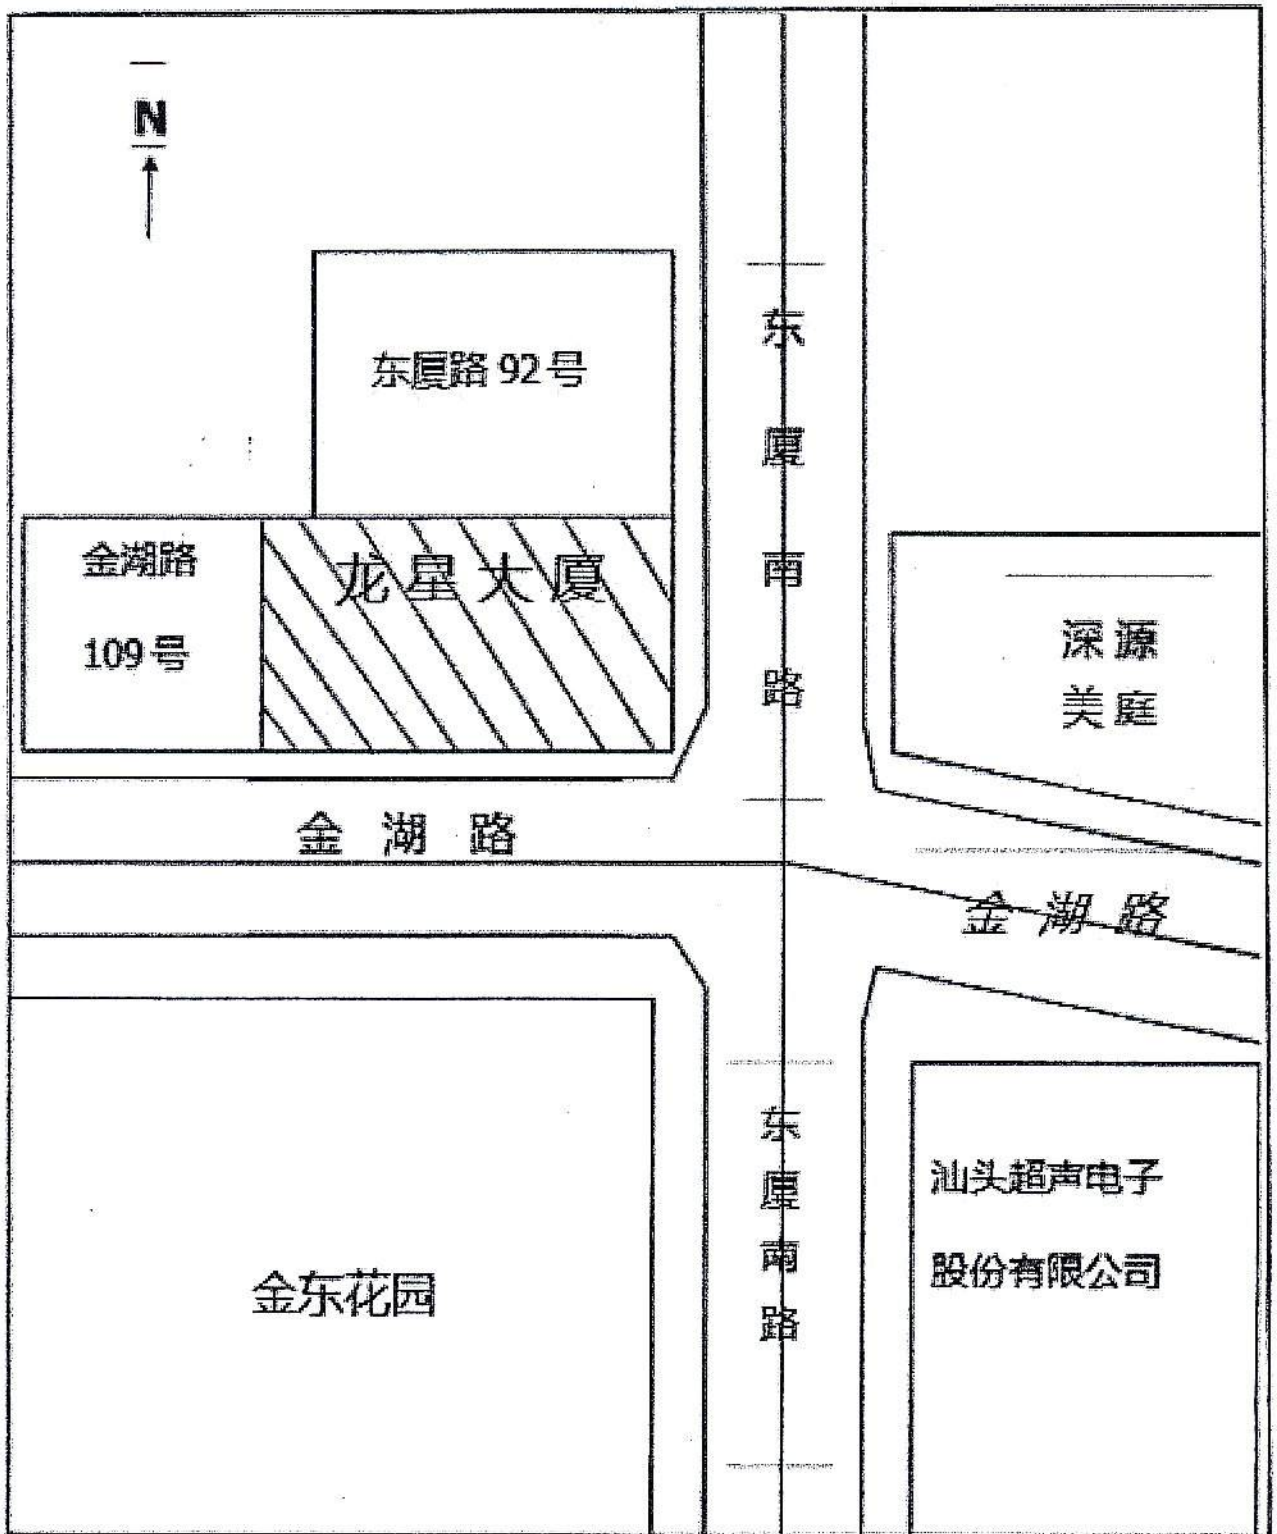 N
东厦路 92 号
东厦南路
金湖路
109 号
龙星大厦
深源
美庭
金湖路
金湖路
东厦南路
汕头超声电子
股份有限公司
金东花园